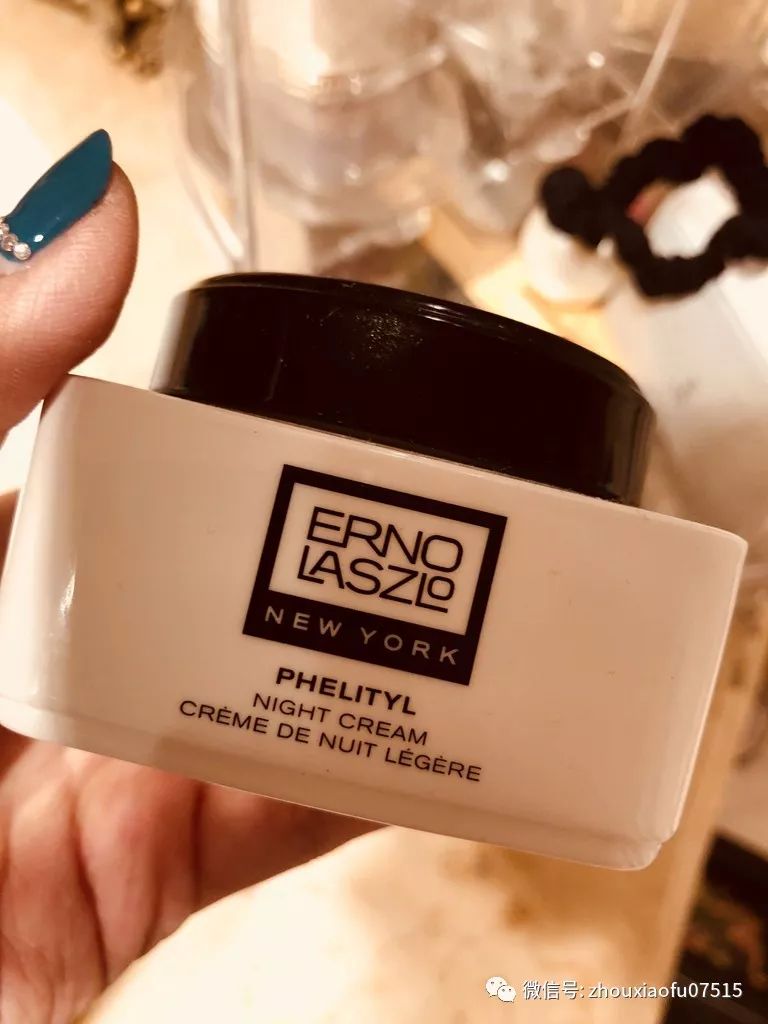 ERNO
LASZLO
NEW YORK
PHELITYL
NIGHT CREAM
CRÈME DE NUIT LÉGÈRE
微信号: zhouxiaofu07515